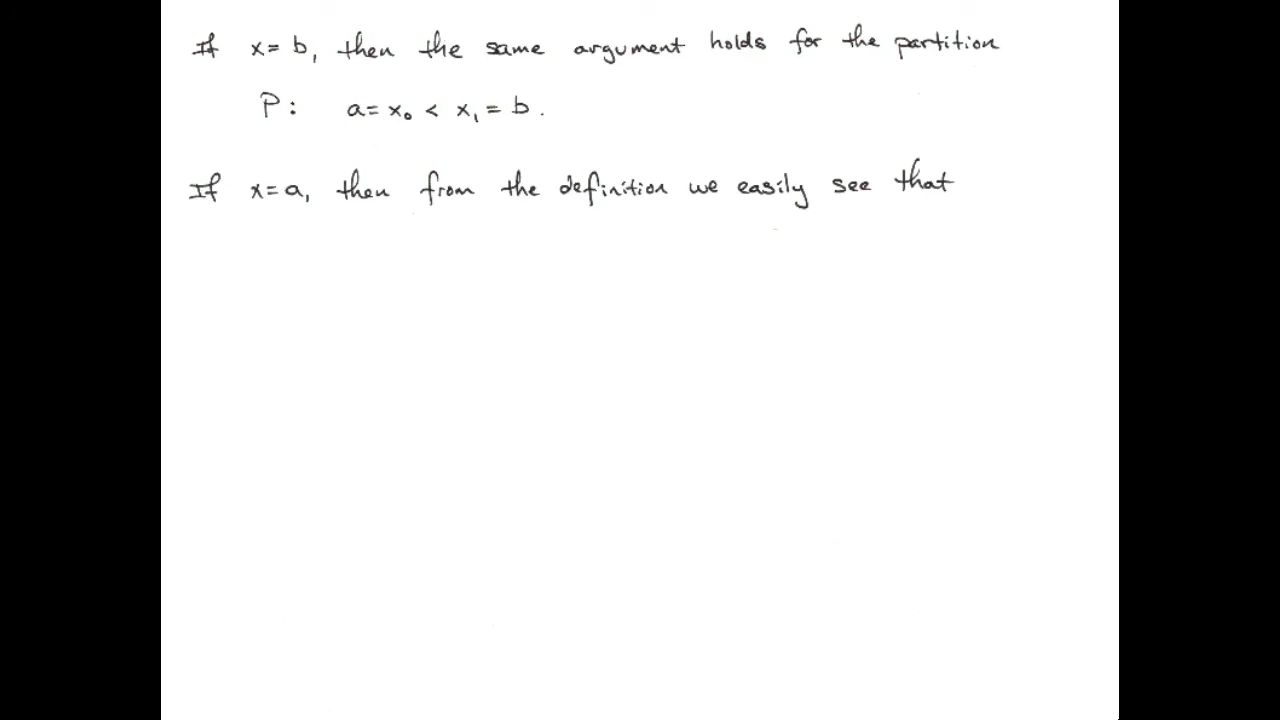 If x = b, then the same argument holds for the partition
P: a = x₀ < x₁ = b.
If x = a, then from the definition we easily see that